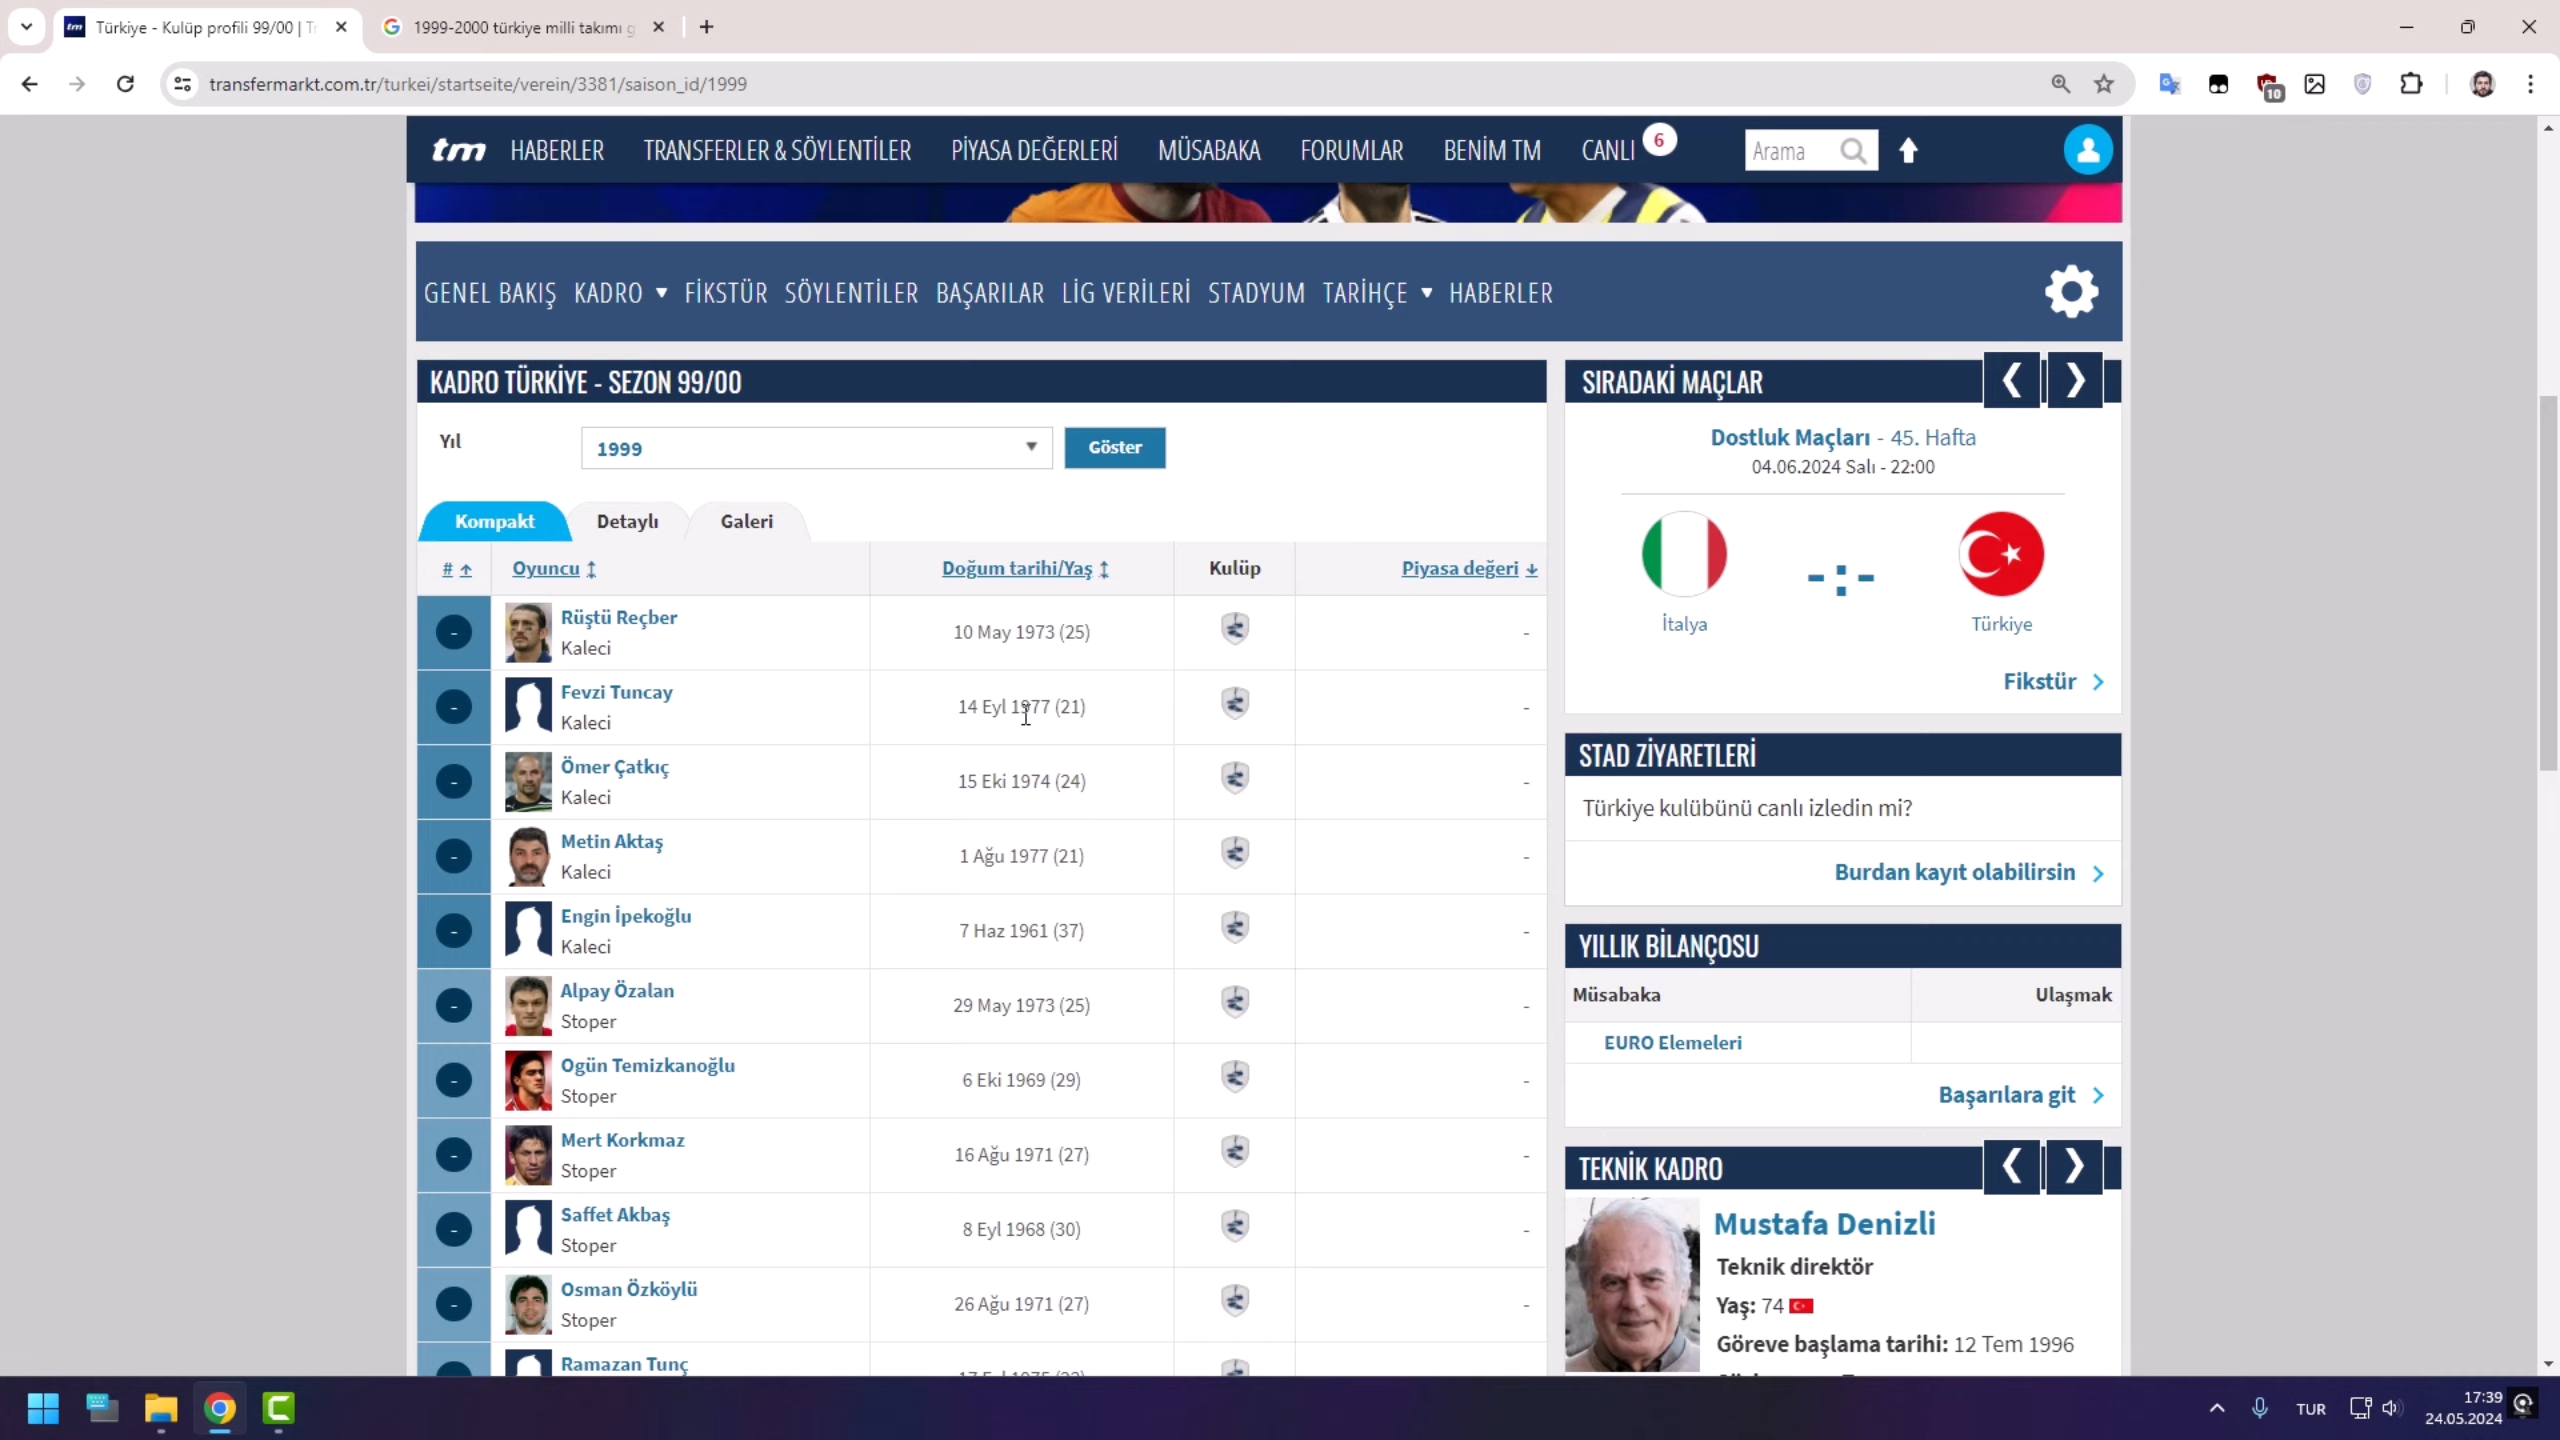 Türkiye - Kulüp profili 99/00 | Tr
1999-2000 türkiye milli takımı g
transfermarkt.com.tr/turkei/startseite/verein/3381/saison_id/1999
10
tm HABERLER TRANSFERLER & SÖYLENTİLER PİYASA DEĞERLERİ MÜSABAKA FORUMLAR BENİM TM CANLI 6 Arama
GENEL BAKIŞ KADRO FİKSTÜR SÖYLENTİLER BAŞARILAR LİG VERİLERİ STADYUM TARİHÇE HABERLER
KADRO TÜRKİYE - SEZON 99/00
Yıl 1999 Göster
Kompakt Detaylı Galeri
# Oyuncu Doğum tarihi/Yaş Kulüp Piyasa değeri
- Rüştü Reçber 10 May 1973 (25) -
Kaleci
- Fevzi Tuncay 14 Eyl 1977 (21) -
Kaleci
- Ömer Çatkıç 15 Eki 1974 (24) -
Kaleci
- Metin Aktaş 1 Ağu 1977 (21) -
Kaleci
- Engin İpekoğlu 7 Haz 1961 (37) -
Kaleci
- Alpay Özalan 29 May 1973 (25) -
Stoper
- Ogün Temizkanoğlu 6 Eki 1969 (29) -
Stoper
- Mert Korkmaz 16 Ağu 1971 (27) -
Stoper
- Saffet Akbaş 8 Eyl 1968 (30) -
Stoper
- Osman Özköylü 26 Ağu 1971 (27) -
Stoper
Ramazan Tunç
SIRADAKİ MAÇLAR
Dostluk Maçları - 45. Hafta
04.06.2024 Salı - 22:00
-:-
İtalya Türkiye
Fikstür
STAD ZİYARETLERİ
Türkiye kulübünü canlı izledin mi?
Burdan kayıt olabilirsin
YILLIK BİLANÇOSU
Müsabaka Ulaşmak
EURO Elemeleri
Başarılara git
TEKNİK KADRO
Mustafa Denizli
Teknik direktör
Yaş: 74
Göreve başlama tarihi: 12 Tem 1996
TUR
17:39
24.05.2024